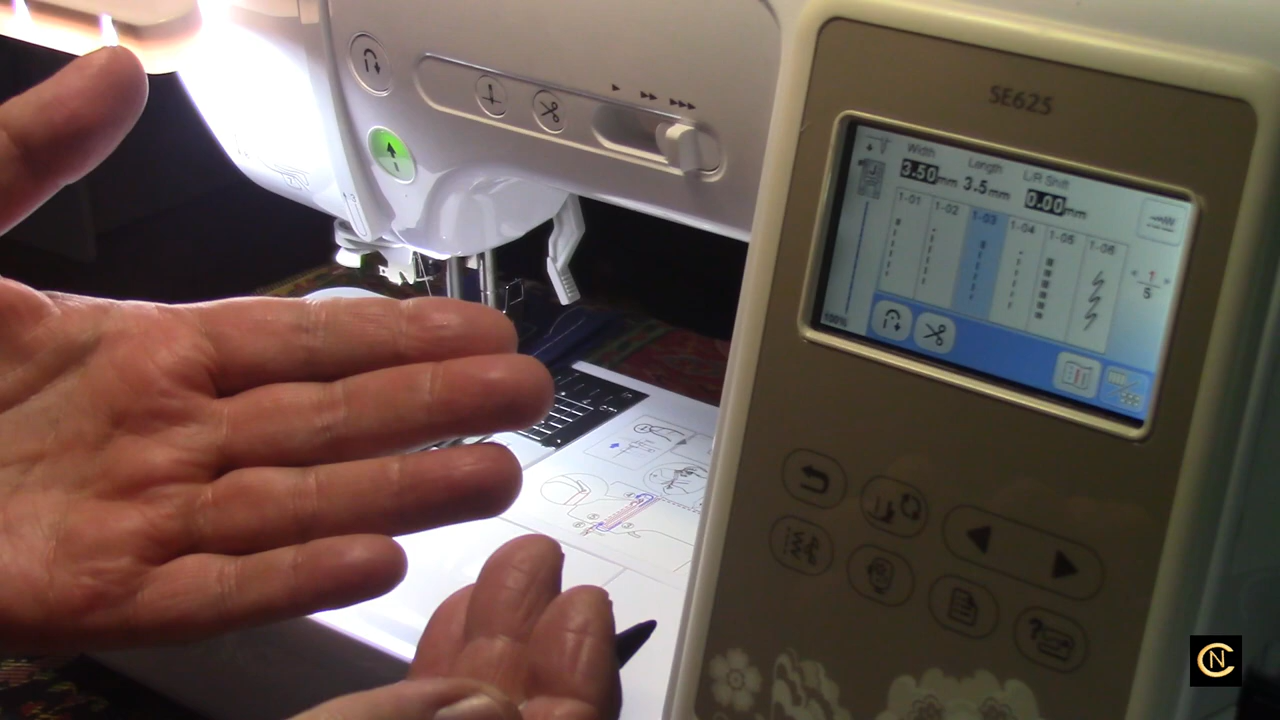 SE625
Width Length L/R Shift
3.50mm 3.5mm 0.00mm
1-01 1-02 1-03 1-04 1-05 1-06
1
5
100%
CN